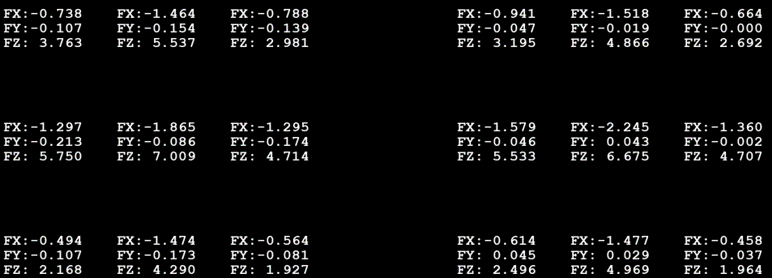 FX:-0.738 FX:-1.464 FX:-0.788 FX:-0.941 FX:-1.518 FX:-0.664
FY:-0.107 FY:-0.154 FY:-0.139 FY:-0.047 FY:-0.019 FY:-0.000
FZ: 3.763 FZ: 5.537 FZ: 2.981 FZ: 3.195 FZ: 4.866 FZ: 2.692
FX:-1.297 FX:-1.865 FX:-1.295 FX:-1.579 FX:-2.245 FX:-1.360
FY:-0.213 FY:-0.086 FY:-0.174 FY:-0.046 FY: 0.043 FY:-0.002
FZ: 5.750 FZ: 7.009 FZ: 4.714 FZ: 5.533 FZ: 6.675 FZ: 4.707
FX:-0.494 FX:-1.474 FX:-0.564 FX:-0.614 FX:-1.477 FX:-0.458
FY:-0.107 FY:-0.173 FY:-0.081 FY: 0.045 FY: 0.029 FY:-0.037
FZ: 2.168 FZ: 4.290 FZ: 1.927 FZ: 2.496 FZ: 4.969 FZ: 1.964